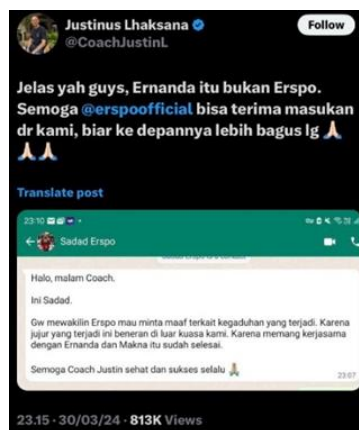 Justinus Lhaksana
Follow
@CoachJustinL
Jelas yah guys, Ernanda itu bukan Erspo.
Semoga @erspoofficial bisa terima masukan
dr kami, biar ke depannya lebih bagus lg 🙏🏻
🙏🏻🙏🏻
Translate post
23:10
Sadad Erspo
Halo, malam Coach.
Ini Sadad.
Gw mewakilin Erspo mau minta maaf terkait kegaduhan yang terjadi. Karena
jujur yang terjadi ini beneran di luar kuasa kami. Karena memang kerjasama
dengan Ernanda dan Makna itu sudah selesai.
Semoga Coach Justin sehat dan sukses selalu 🙏🏼
23:07
23.15 · 30/03/24 · 813K Views